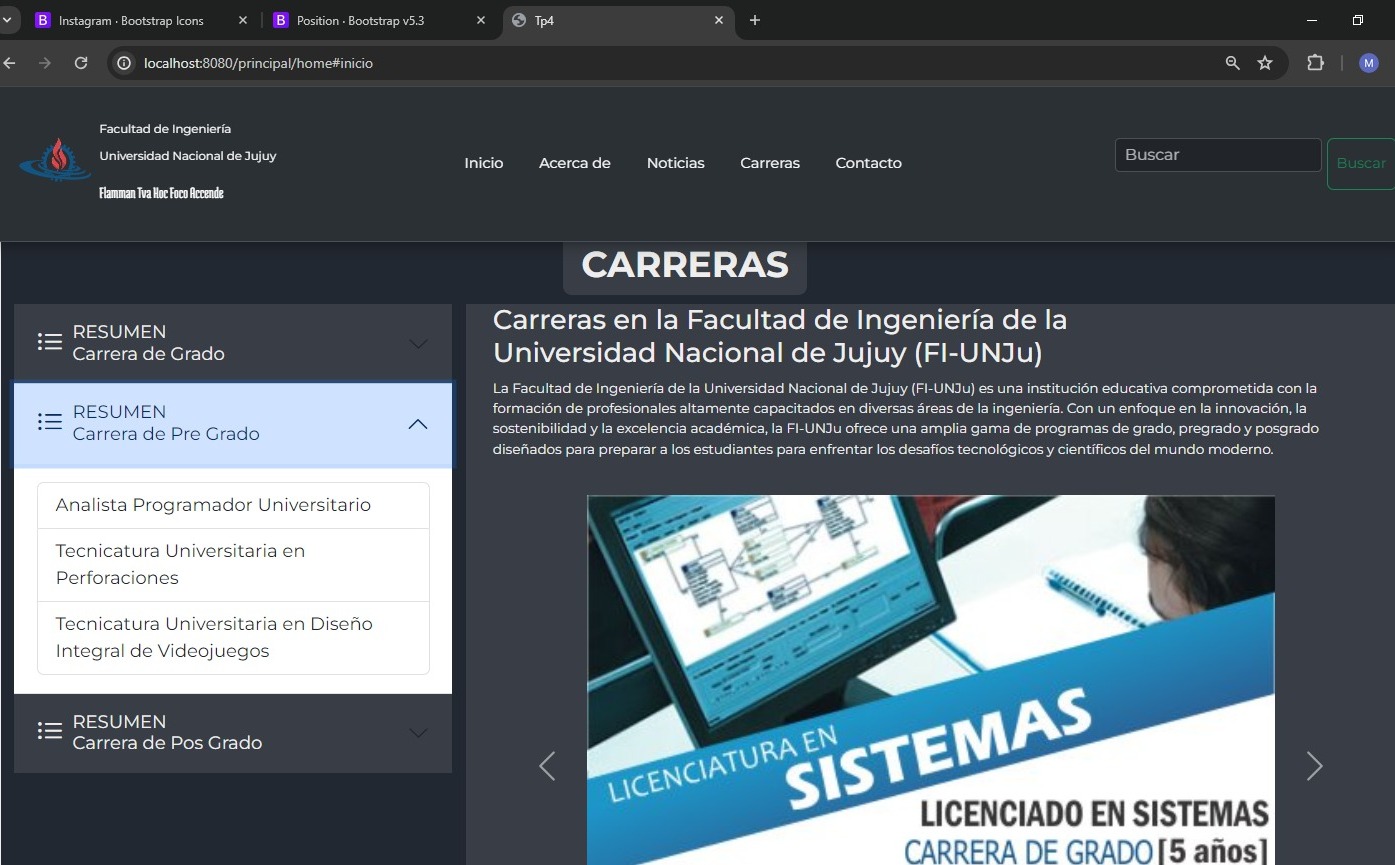 Instagram · Bootstrap Icons
Position · Bootstrap v5.3
Tp4
localhost:8080/principal/home#inicio
M
Facultad de Ingeniería
Universidad Nacional de Jujuy
Flamman Tva Hoc Foco Accende
Inicio
Acerca de
Noticias
Carreras
Contacto
Buscar
Buscar
CARRERAS
RESUMEN
Carrera de Grado
RESUMEN
Carrera de Pre Grado
Analista Programador Universitario
Tecnicatura Universitaria en
Perforaciones
Tecnicatura Universitaria en Diseño
Integral de Videojuegos
RESUMEN
Carrera de Pos Grado
Carreras en la Facultad de Ingeniería de la
Universidad Nacional de Jujuy (FI-UNJu)
La Facultad de Ingeniería de la Universidad Nacional de Jujuy (FI-UNJu) es una institución educativa comprometida con la
formación de profesionales altamente capacitados en diversas áreas de la ingeniería. Con un enfoque en la innovación, la
sostenibilidad y la excelencia académica, la FI-UNJu ofrece una amplia gama de programas de grado, pregrado y posgrado
diseñados para preparar a los estudiantes para enfrentar los desafíos tecnológicos y científicos del mundo moderno.
LICENCIATURA EN
SISTEMAS
LICENCIADO EN SISTEMAS
CARRERA DE GRADO [5 años]